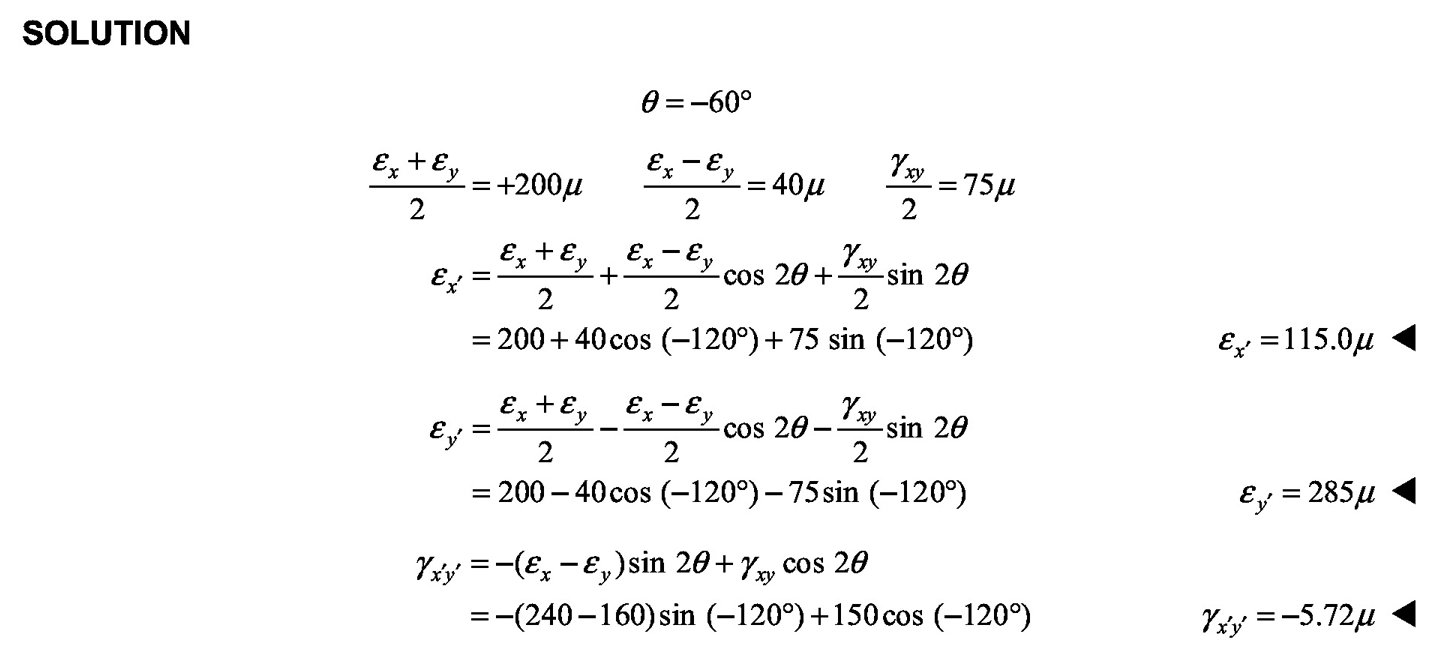 SOLUTION
θ = −60°
(εx + εy)/2 = +200μ (εx − εy)/2 = 40μ γxy/2 = 75μ
εx′ = (εx + εy)/2 + (εx − εy)/2 cos 2θ + γxy/2 sin 2θ
= 200 + 40 cos (−120°) + 75 sin (−120°) εx′ = 115.0μ ◀
εy′ = (εx + εy)/2 − (εx − εy)/2 cos 2θ − γxy/2 sin 2θ
= 200 − 40 cos (−120°) − 75 sin (−120°) εy′ = 285μ ◀
γx′y′ = −(εx − εy) sin 2θ + γxy cos 2θ
= −(240 − 160) sin (−120°) + 150 cos (−120°) γx′y′ = −5.72μ ◀